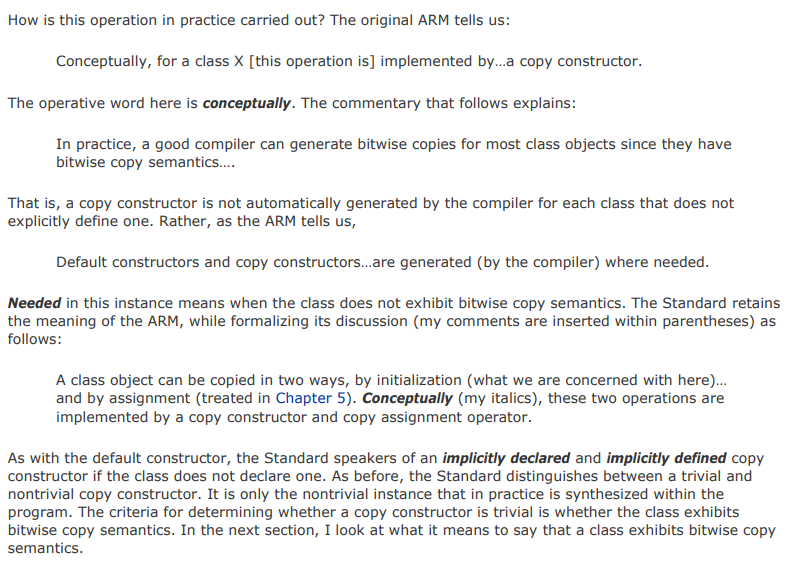 How is this operation in practice carried out? The original ARM tells us:
Conceptually, for a class X [this operation is] implemented by…a copy constructor.
The operative word here is conceptually. The commentary that follows explains:
In practice, a good compiler can generate bitwise copies for most class objects since they have
bitwise copy semantics….
That is, a copy constructor is not automatically generated by the compiler for each class that does not
explicitly define one. Rather, as the ARM tells us,
Default constructors and copy constructors…are generated (by the compiler) where needed.
Needed in this instance means when the class does not exhibit bitwise copy semantics. The Standard retains
the meaning of the ARM, while formalizing its discussion (my comments are inserted within parentheses) as
follows:
A class object can be copied in two ways, by initialization (what we are concerned with here)…
and by assignment (treated in Chapter 5). Conceptually (my italics), these two operations are
implemented by a copy constructor and copy assignment operator.
As with the default constructor, the Standard speakers of an implicitly declared and implicitly defined copy
constructor if the class does not declare one. As before, the Standard distinguishes between a trivial and
nontrivial copy constructor. It is only the nontrivial instance that in practice is synthesized within the
program. The criteria for determining whether a copy constructor is trivial is whether the class exhibits
bitwise copy semantics. In the next section, I look at what it means to say that a class exhibits bitwise copy
semantics.